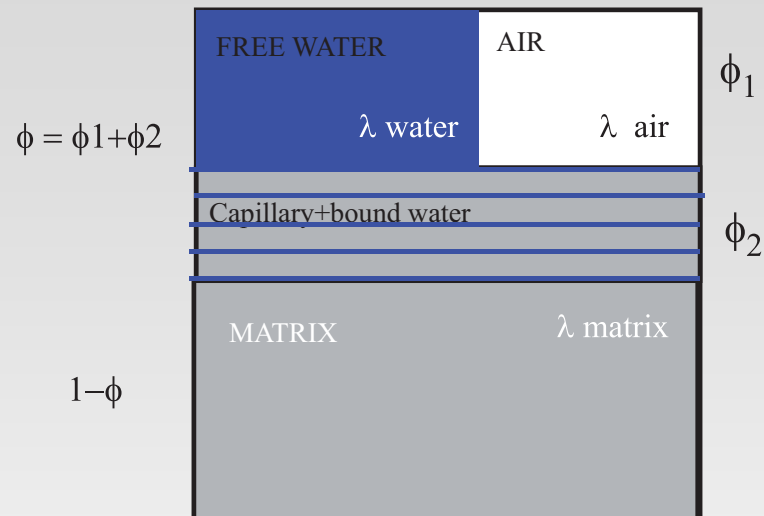 FREE WATER
AIR
ϕ1
λ water
λ air
ϕ = ϕ1+ϕ2
Capillary+bound water
ϕ2
MATRIX
λ matrix
1−ϕ